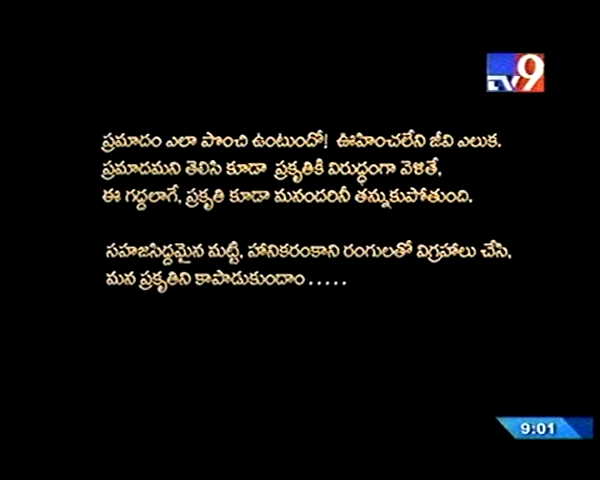 TV9
ప్రమాదం ఎలా పొంచి ఉంటుందో! ఊహించలేని జీవి ఎలుక.
ప్రమాదమని తెలిసి కూడా ప్రకృతికి విరుద్ధంగా వెళితే,
ఈ గద్దలాగే, ప్రకృతి కూడా మనందరినీ తన్నుకుపోతుంది.
సహజసిద్ధమైన మట్టి, హానికరంకాని రంగులతో విగ్రహాలు చేసి,
మన ప్రకృతిని కాపాడుకుందాం . . . . .
9:01